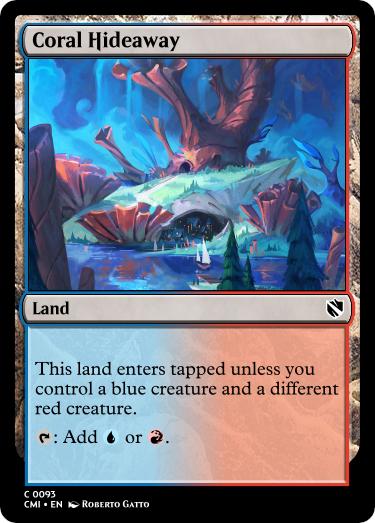 Coral Hideaway
Land
This land enters tapped unless you
control a blue creature and a different
red creature.
: Add or .
C 0093
CMI • EN Roberto Gatto